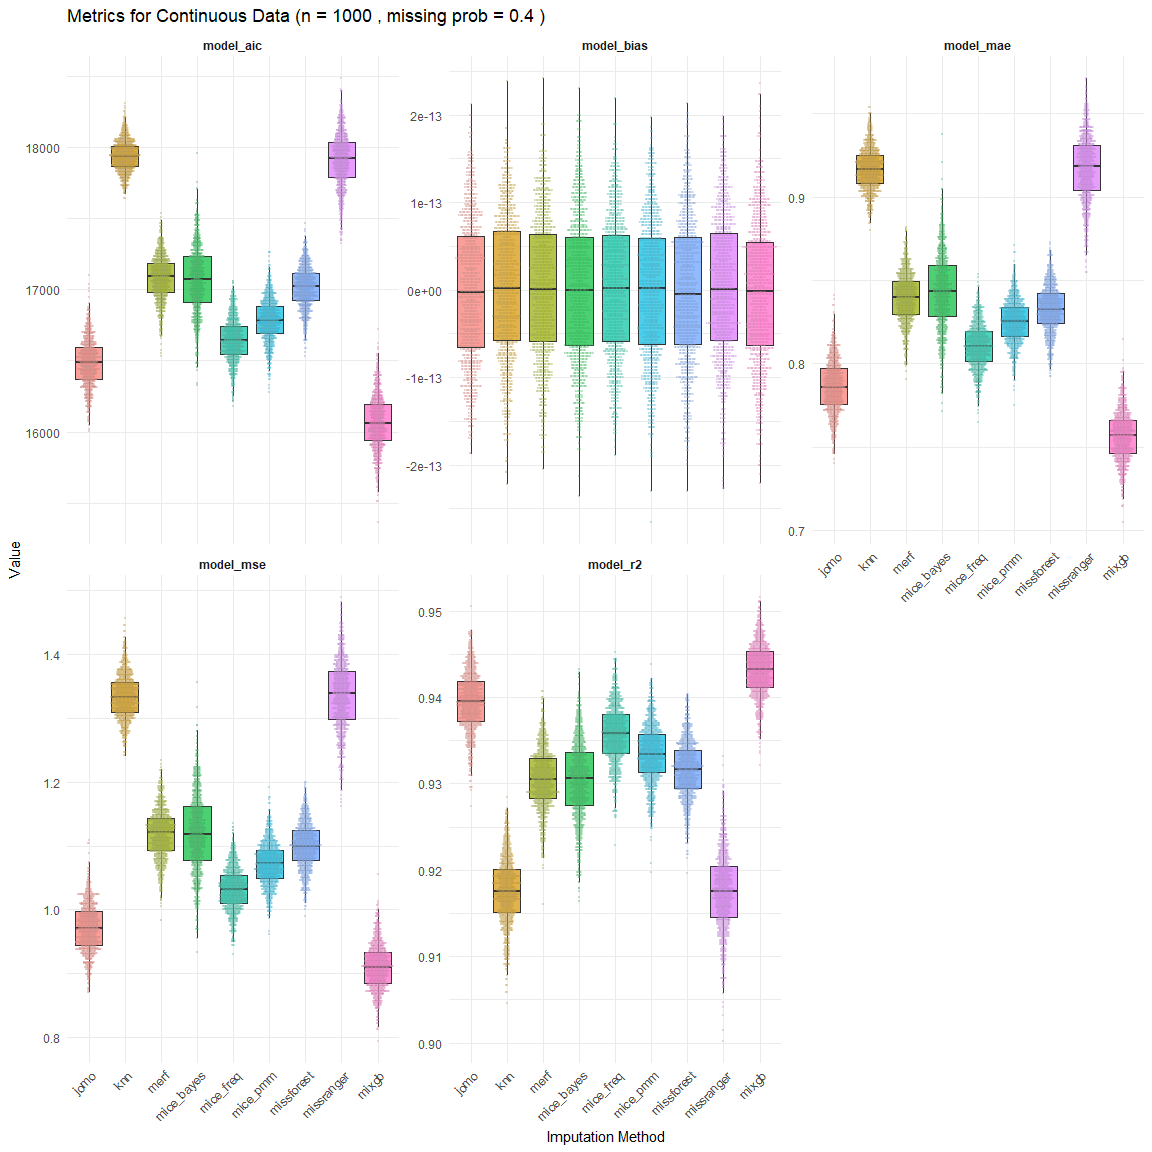 Metrics for Continuous Data (n = 1000 , missing prob = 0.4 )
model_aic
18000
17000
16000
model_bias
2e-13
1e-13
0e+00
-1e-13
-2e-13
model_mae
0.9
0.8
0.7
jomo
knn
merf
mice_bayes
mice_freq
mice_pmm
missforest
missranger
mixgb
Value
model_mse
1.4
1.2
1.0
0.8
jomo
knn
merf
mice_bayes
mice_freq
mice_pmm
missforest
missranger
mixgb
model_r2
0.95
0.94
0.93
0.92
0.91
0.90
jomo
knn
merf
mice_bayes
mice_freq
mice_pmm
missforest
missranger
mixgb
Imputation Method